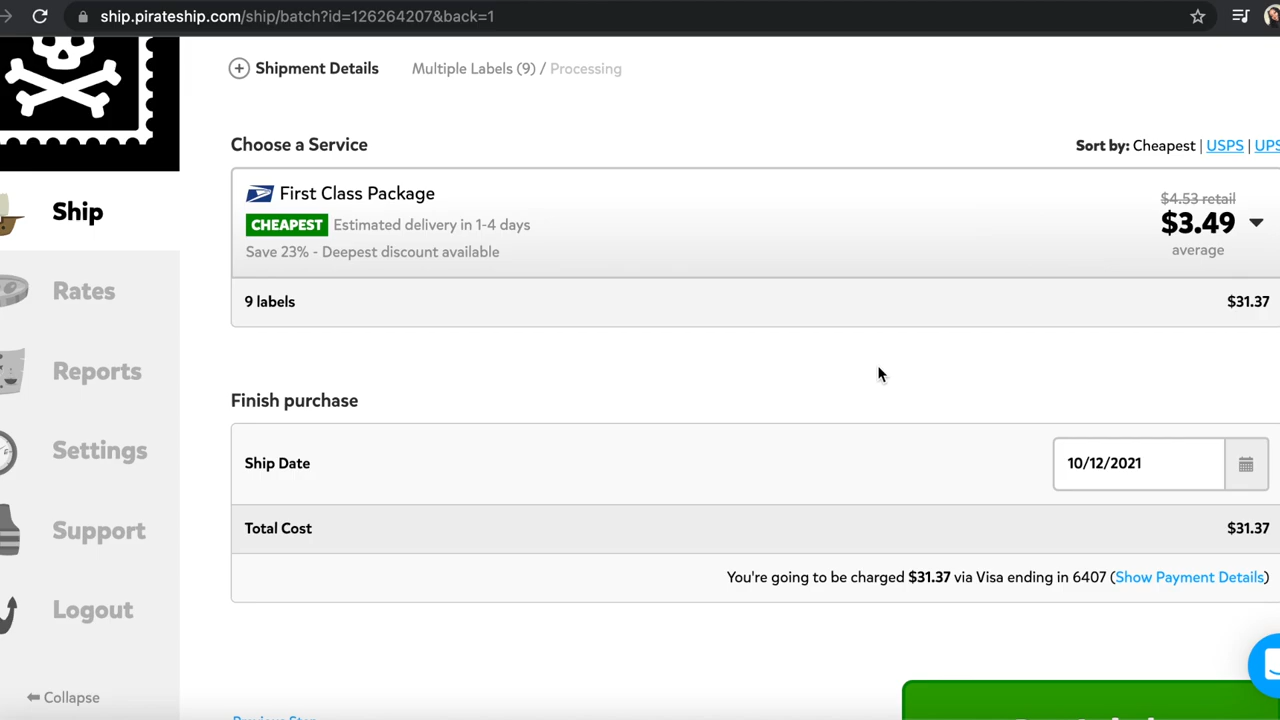 ship.pirateship.com/ship/batch?id=126264207&back=1
Shipment Details
Multiple Labels (9) / Processing
Choose a Service
Sort by: Cheapest | USPS | UPS
First Class Package
$4.53 retail
CHEAPEST Estimated delivery in 1-4 days
$3.49
Save 23% - Deepest discount available
average
9 labels
$31.37
Finish purchase
Ship Date
10/12/2021
Total Cost
$31.37
You're going to be charged $31.37 via Visa ending in 6407 (Show Payment Details)
Ship
Rates
Reports
Settings
Support
Logout
Collapse